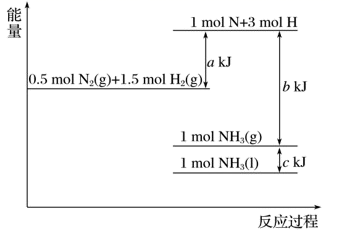 能量
1 mol N+3 mol H
a kJ
0.5 mol N₂(g)+1.5 mol H₂(g)
b kJ
1 mol NH₃(g)
1 mol NH₃(l)
c kJ
反应过程